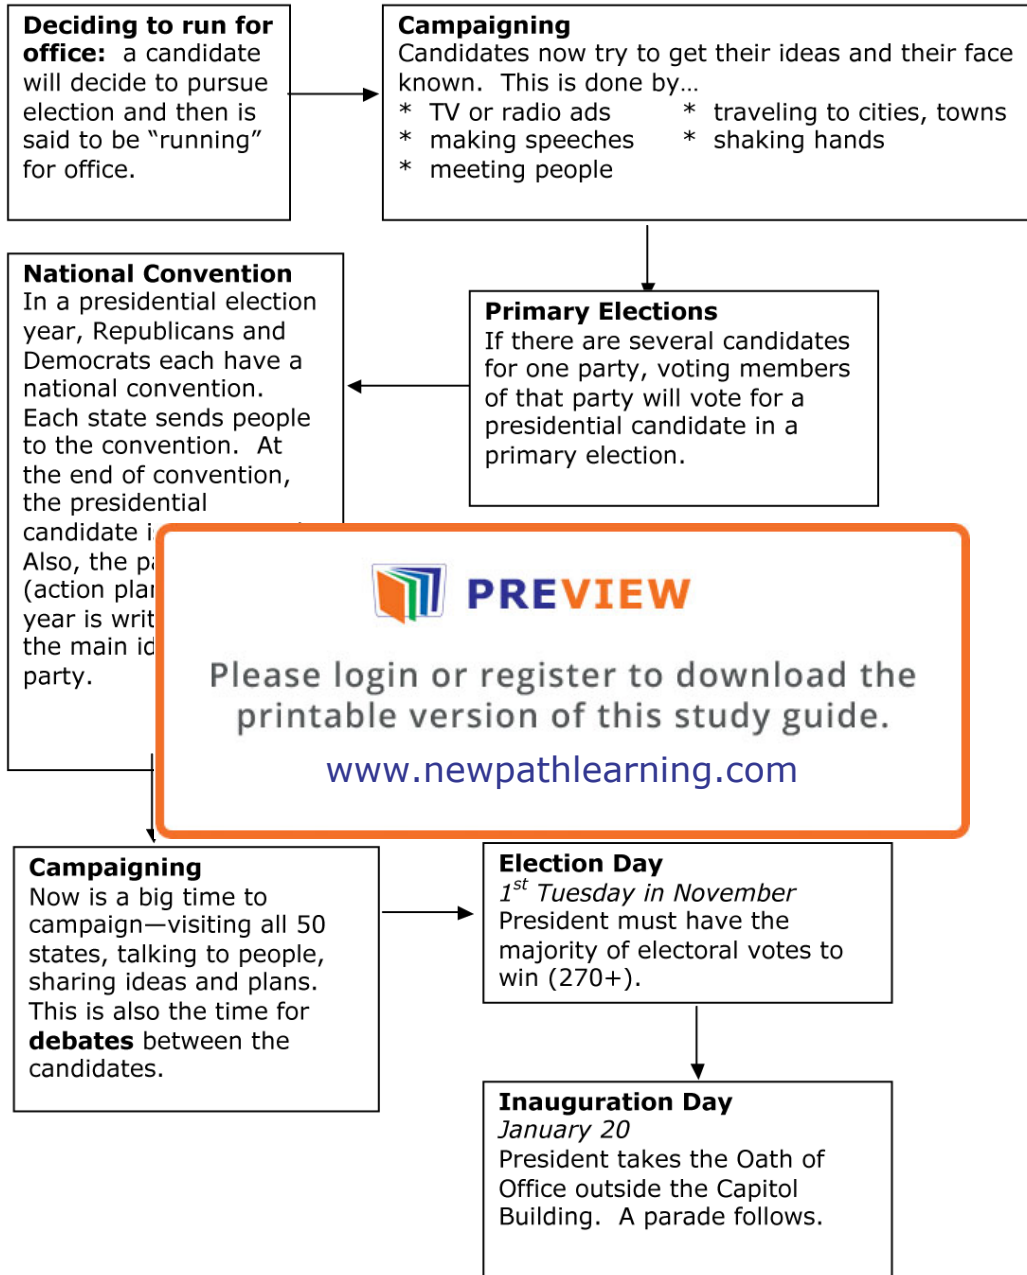 Deciding to run for
office: a candidate
will decide to pursue
election and then is
said to be “running”
for office.
Campaigning
Candidates now try to get their ideas and their face
known. This is done by…
* TV or radio ads * traveling to cities, towns
* making speeches * shaking hands
* meeting people
Primary Elections
If there are several candidates
for one party, voting members
of that party will vote for a
presidential candidate in a
primary election.
National Convention
In a presidential election
year, Republicans and
Democrats each have a
national convention.
Each state sends people
to the convention. At
the end of convention,
the presidential
candidate
Also, the
(action
year is
the main
party.
PREVIEW
Please login or register to download the
printable version of this study guide.
www.newpathlearning.com
Campaigning
Now is a big time to
campaign—visiting all 50
states, talking to people,
sharing ideas and plans.
This is also the time for
debates between the
candidates.
Election Day
1st Tuesday in November
President must have the
majority of electoral votes to
win (270+).
Inauguration Day
January 20
President takes the Oath of
Office outside the Capitol
Building. A parade follows.